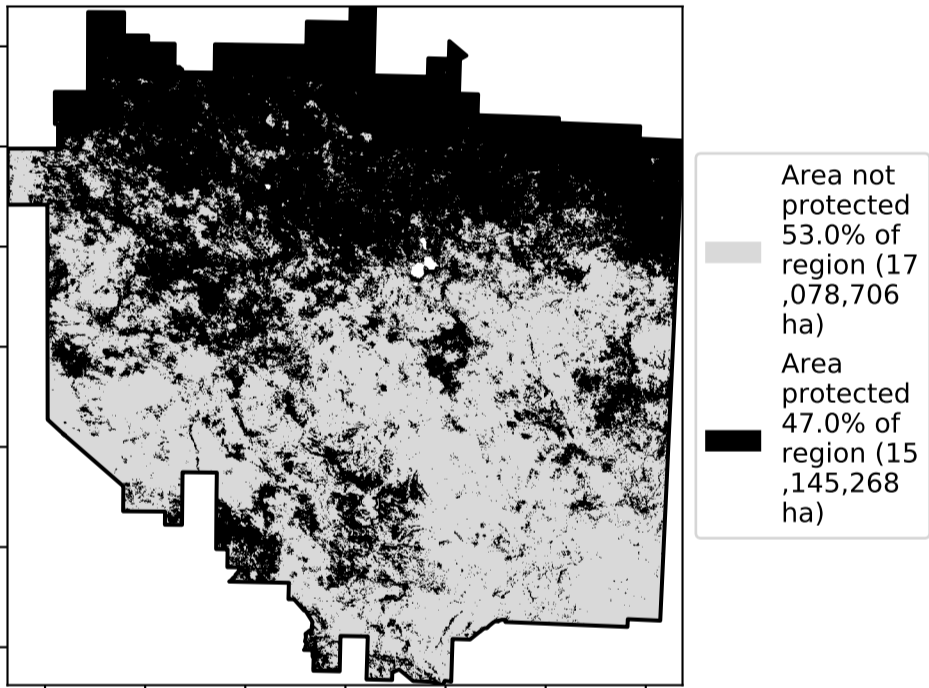 Area not
protected
53.0% of
region (17
,078,706
ha)
Area
protected
47.0% of
region (15
,145,268
ha)